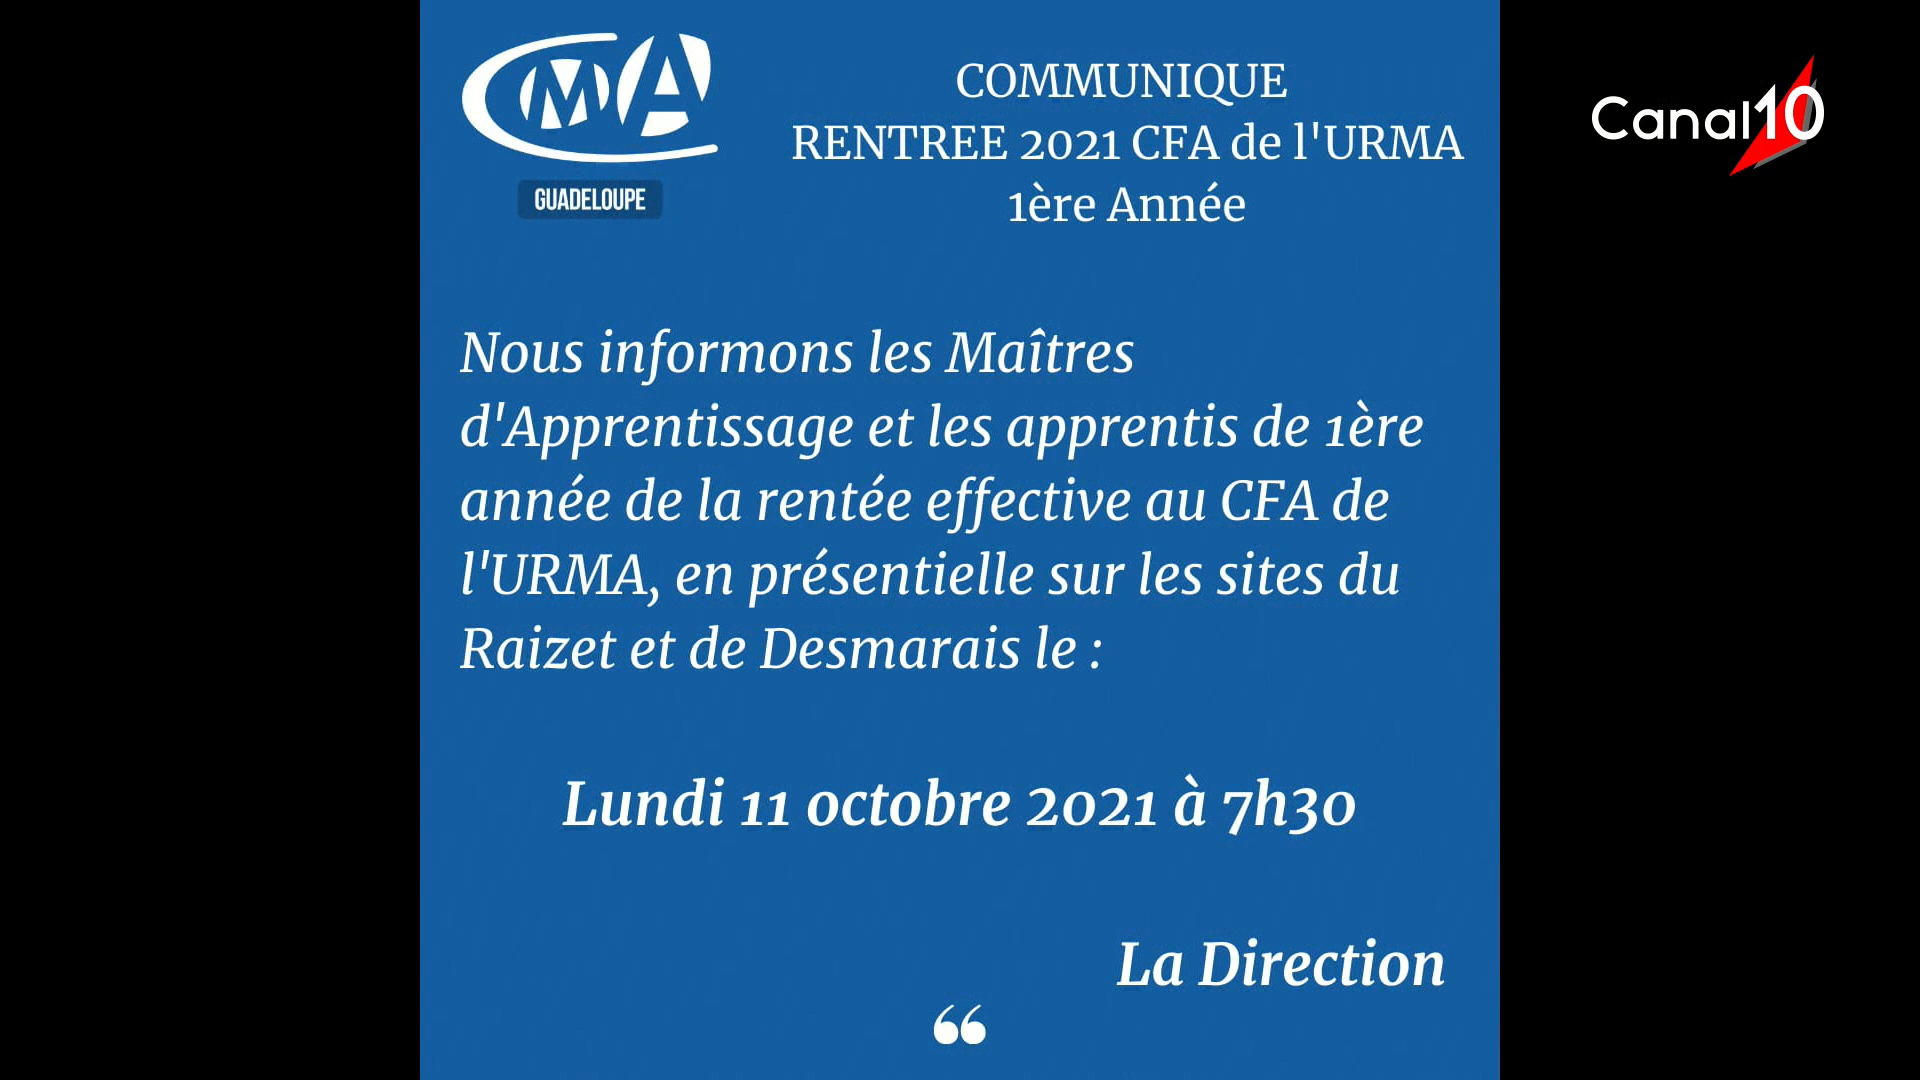 CMA
GUADELOUPE
COMMUNIQUE
RENTREE 2021 CFA de l'URMA
1ère Année
Canal10
Nous informons les Maîtres
d'Apprentissage et les apprentis de 1ère
année de la rentée effective au CFA de
l'URMA, en présentielle sur les sites du
Raizet et de Desmarais le :
Lundi 11 octobre 2021 à 7h30
La Direction
“